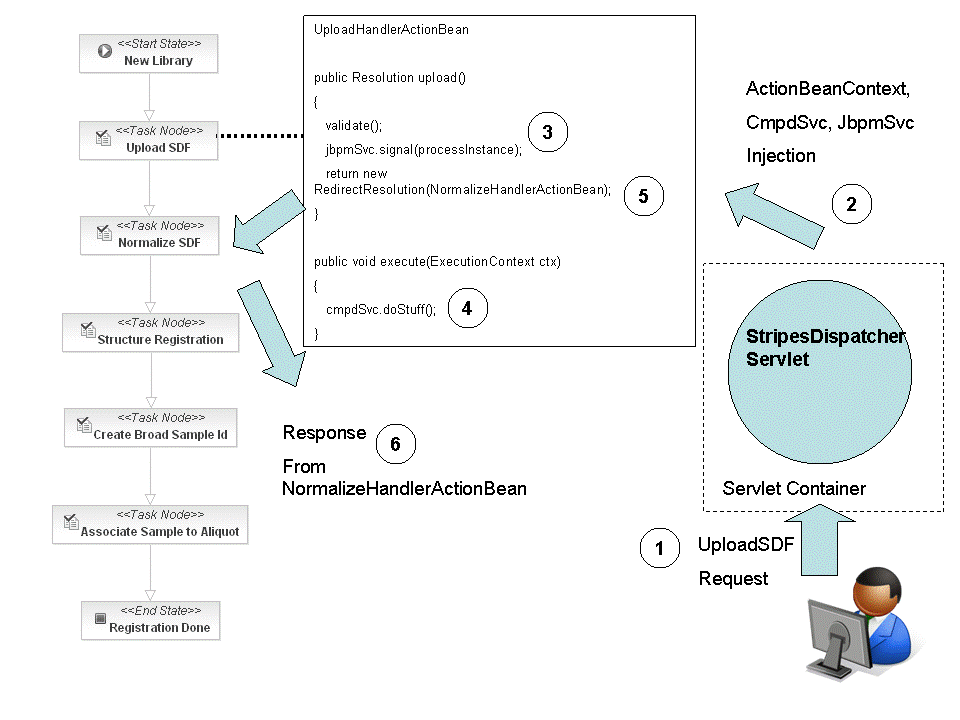 <<Start State>>
New Library
<<Task Node>>
Upload SDF
<<Task Node>>
Normalize SDF
<<Task Node>>
Structure Registration
<<Task Node>>
Create Broad Sample Id
<<Task Node>>
Associate Sample to Aliquot
<<End State>>
Registration Done
UploadHandlerActionBean
public Resolution upload()
{
validate();
jbpmSvc.signal(processInstance);
3
return new
RedirectResolution(NormalizeHandlerActionBean);
5
}
public void execute(ExecutionContext ctx)
{
cmpdSvc.doStuff();
4
}
ActionBeanContext,
CmpdSvc, JbpmSvc
Injection
2
StripesDispatcher
Servlet
Servlet Container
1
UploadSDF
Request
Response
6
From
NormalizeHandlerActionBean